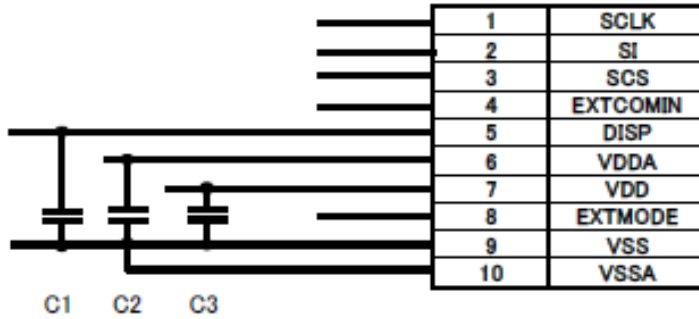 1 SCLK
2 SI
3 SCS
4 EXTCOMIN
5 DISP
6 VDDA
7 VDD
8 EXTMODE
9 VSS
10 VSSA
C1 C2 C3